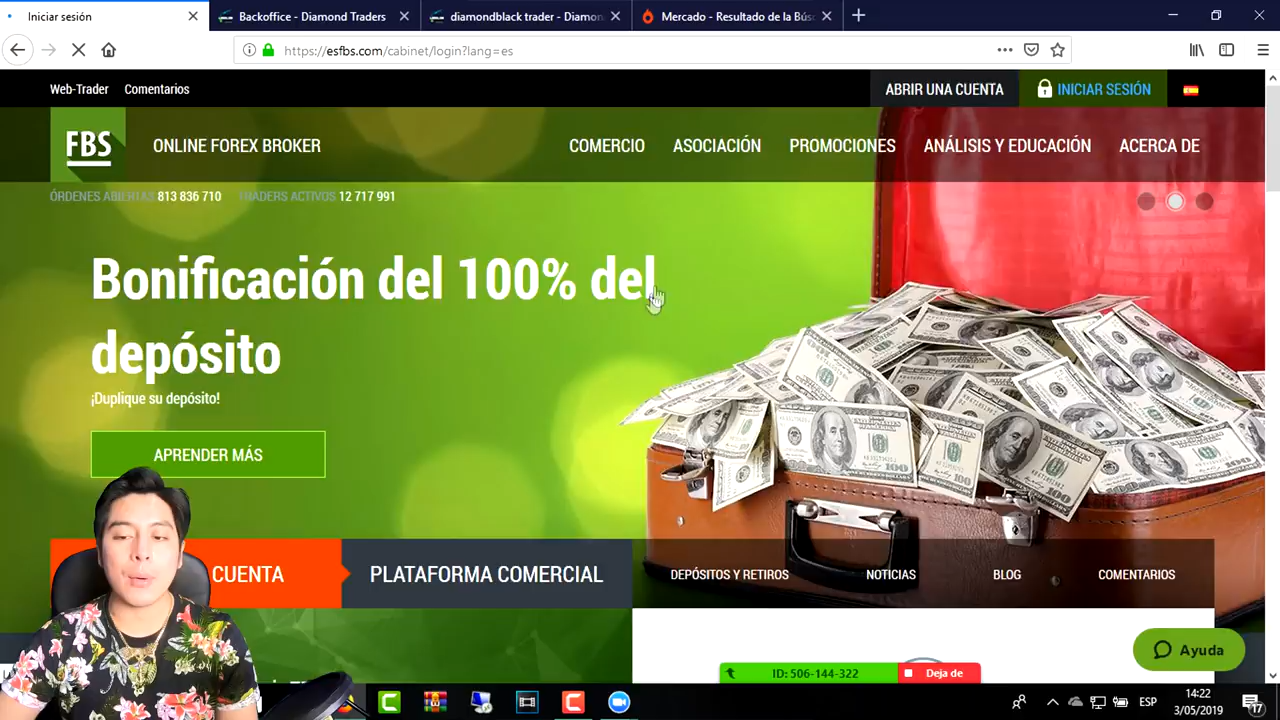 Iniciar sesión
Backoffice - Diamond Traders
diamondblack trader - Diamon
Mercado - Resultado de la Bús
https://esfbs.com/cabinet/login?lang=es
Web-Trader
Comentarios
ABRIR UNA CUENTA
INICIAR SESIÓN
FBS
ONLINE FOREX BROKER
COMERCIO
ASOCIACIÓN
PROMOCIONES
ANÁLISIS Y EDUCACIÓN
ACERCA DE
ÓRDENES ABIERTAS 813 836 710
TRADERS ACTIVOS 12 717 991
Bonificación del 100% del
depósito
¡Duplique su depósito!
APRENDER MÁS
CUENTA
PLATAFORMA COMERCIAL
DEPÓSITOS Y RETIROS
NOTICIAS
BLOG
COMENTARIOS
Ayuda
ID: 506-144-322
Deja de
ESP
14:22
3/05/2019
17